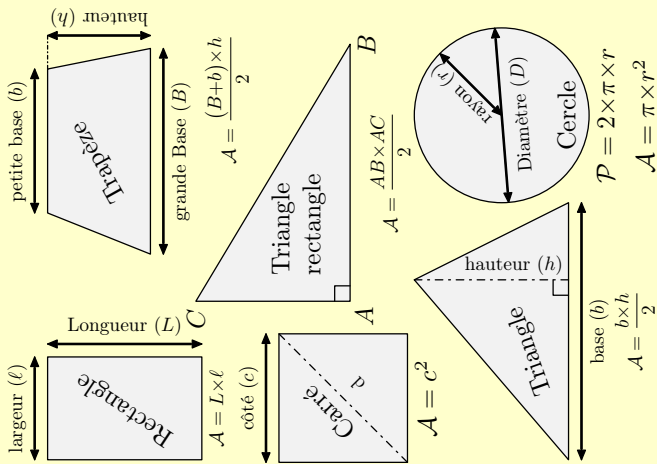 largeur (ℓ)
Rectangle
Longueur (L)
A = L×ℓ
petite base (b)
Trapèze
hauteur (h)
grande Base (B)
A = (B+b)×h / 2
côté (c)
Carré
d
A = c²
C
Triangle
rectangle
A
B
A = AB×AC / 2
Triangle
hauteur (h)
base (b)
A = b×h / 2
rayon (r)
Diamètre (D)
Cercle
P = 2×π×r
A = π×r²